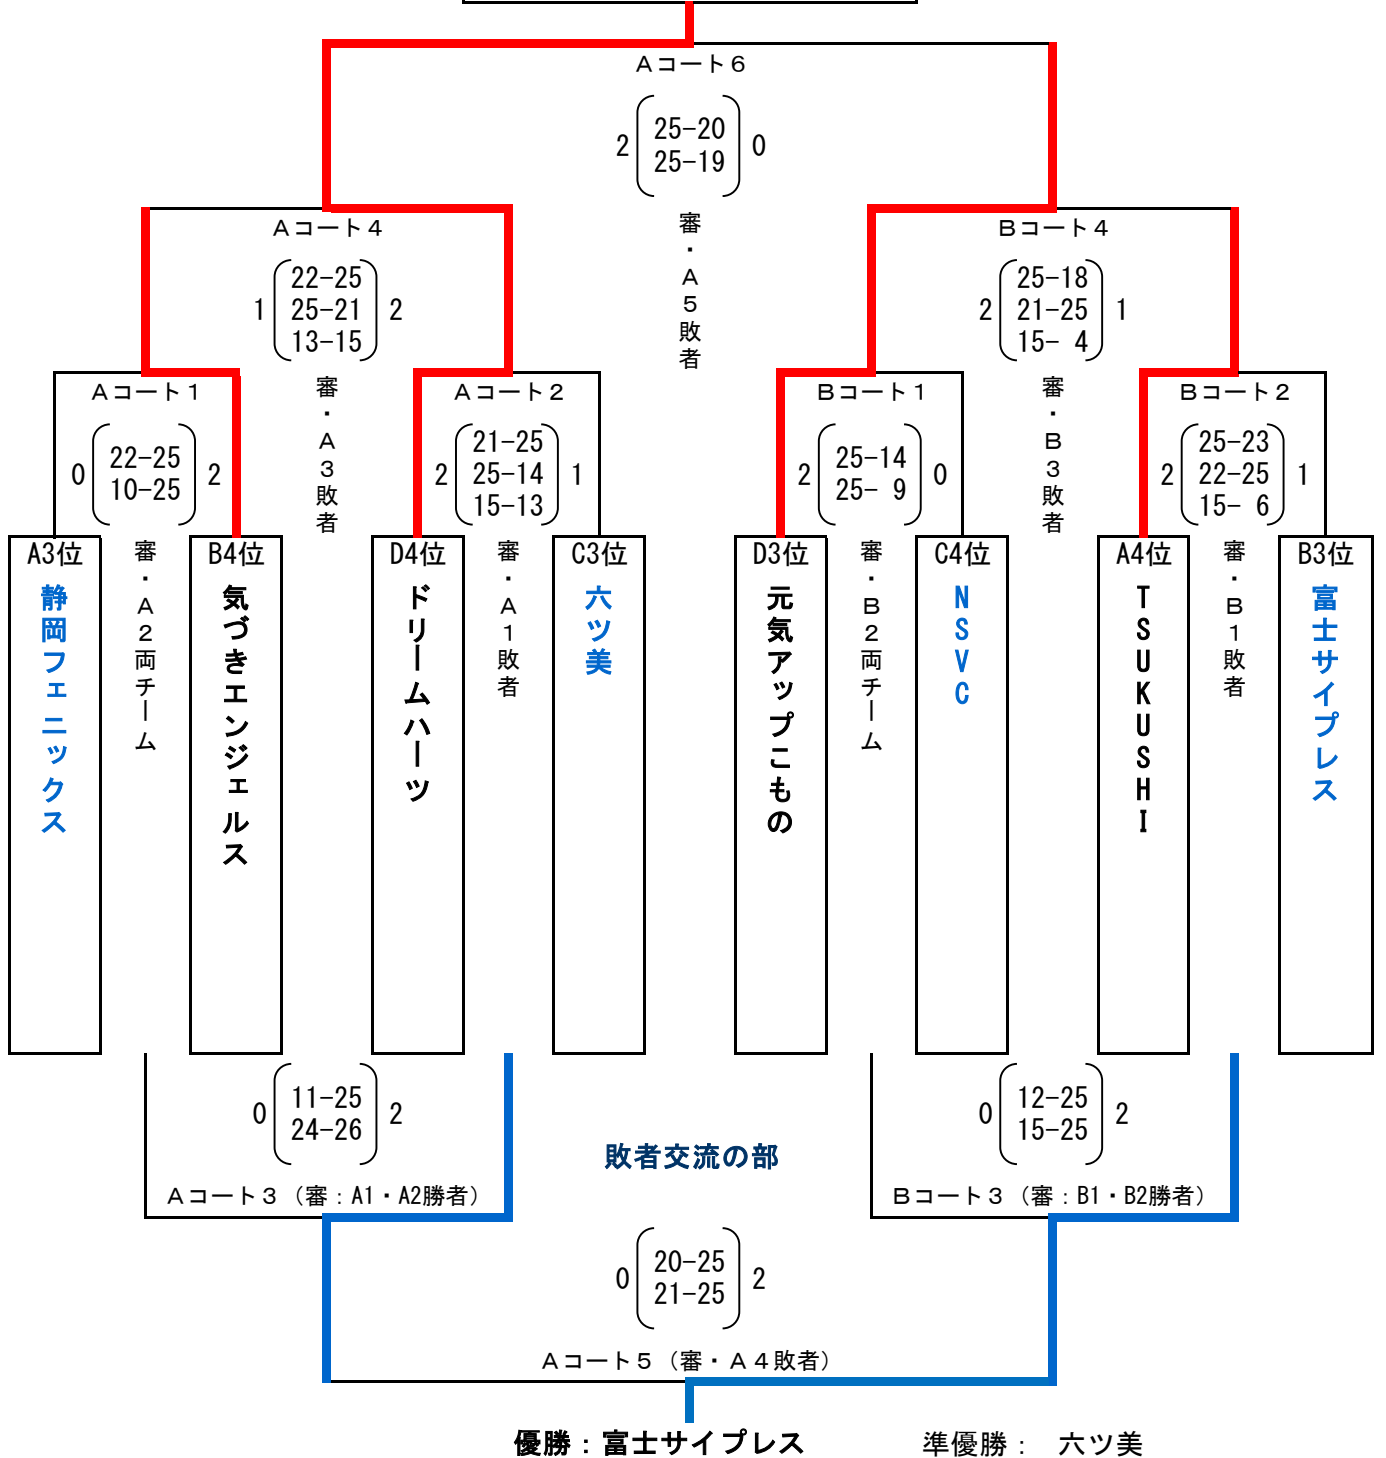 Aコート6
2 25-20 0
25-19
審・A5敗者
Aコート4
1 22-25 2
25-21
13-15
審・A3敗者
Bコート4
2 25-18 1
21-25
15- 4
審・B3敗者
Aコート1
0 22-25 2
10-25
審・A2両チーム
Aコート2
2 21-25 1
25-14
15-13
審・A1敗者
Bコート1
2 25-14 0
25- 9
審・B2両チーム
Bコート2
2 25-23 1
22-25
15- 6
審・B1敗者
A3位
静岡フェニックス
B4位
気づきエンジェルス
D4位
ドリームハーツ
C3位
六ツ美
D3位
元気アップこもの
C4位
NSVC
A4位
TSUKUSHI
B3位
富士サイプレス
0 11-25 2
24-26
Aコート3（審：A1・A2勝者）
敗者交流の部
0 12-25 2
15-25
Bコート3（審：B1・B2勝者）
0 20-25 2
21-25
Aコート5（審・A4敗者）
優勝：富士サイプレス
準優勝： 六ツ美